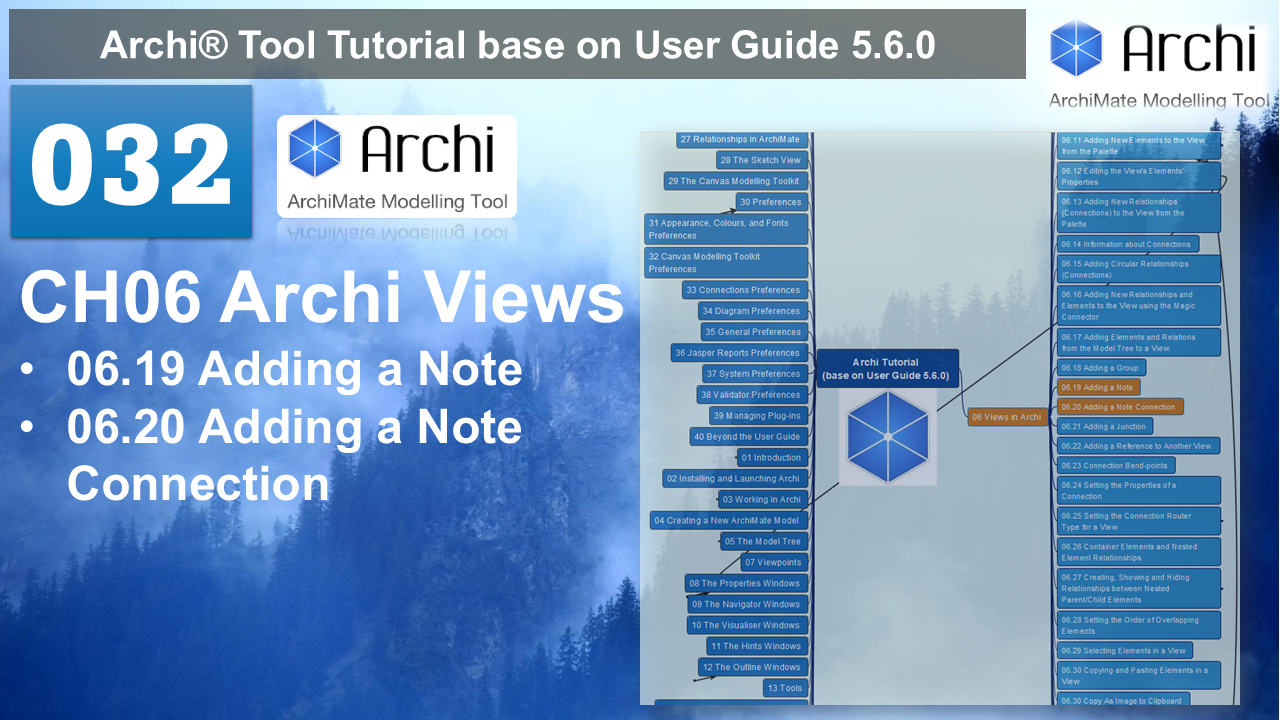 Archi® Tool Tutorial base on User Guide 5.6.0
Archi
ArchiMate Modelling Tool
032
Archi
ArchiMate Modelling Tool
CH06 Archi Views
• 06.19 Adding a Note
• 06.20 Adding a Note
Connection
27 Relationships in ArchiMate
28 The Sketch View
29 The Canvas Modelling Toolkit
30 Preferences
31 Appearance, Colours, and Fonts
Preferences
32 Canvas Modelling Toolkit
Preferences
33 Connections Preferences
34 Diagram Preferences
35 General Preferences
36 Jasper Reports Preferences
37 System Preferences
38 Validator Preferences
39 Managing Plug-ins
40 Beyond the User Guide
01 Introduction
02 Installing and Launching Archi
03 Working in Archi
04 Creating a New ArchiMate Model
05 The Model Tree
07 Viewpoints
08 The Properties Windows
09 The Navigator Windows
10 The Visualiser Windows
11 The Hints Windows
12 The Outline Windows
13 Tools
Archi Tutorial
(base on User Guide 5.6.0)
06 Views in Archi
06.11 Adding New Elements to the View
from the Palette
06.12 Editing the View's Elements'
Properties
06.13 Adding New Relationships
(Connections) to the View from the
Palette
06.14 Information about Connections
06.15 Adding Circular Relationships
(Connections)
06.16 Adding New Relationships and
Elements to the View using the Magic
Connector
06.17 Adding Elements and Relations
from the Model Tree to a View
06.18 Adding a Group
06.19 Adding a Note
06.20 Adding a Note Connection
06.21 Adding a Junction
06.22 Adding a Reference to Another View
06.23 Connection Bend-points
06.24 Setting the Properties of a
Connection
06.25 Setting the Connection Router
Type for a View
06.26 Container Elements and Nested
Element Relationships
06.27 Creating, Showing and Hiding
Relationships between Nested
Parent/Child Elements
06.28 Setting the Order of Overlapping
Elements
06.29 Selecting Elements in a View
06.30 Copying and Pasting Elements in a
View
06.30 Copy As Image to Clipboard